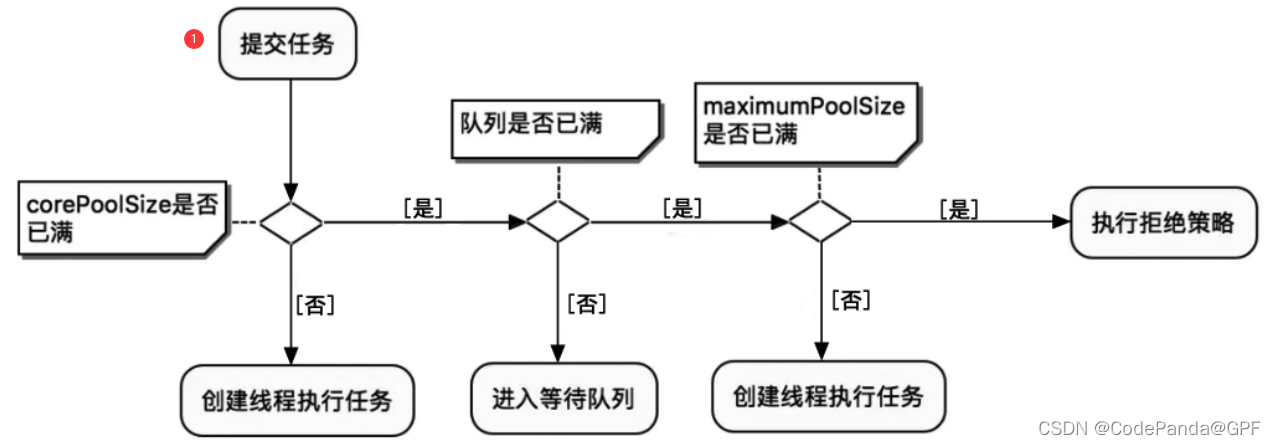 1
提交任务
corePoolSize是否
已满
[是]
队列是否已满
[是]
maximumPoolSize
是否已满
[是]
执行拒绝策略
[否]
[否]
[否]
创建线程执行任务
进入等待队列
创建线程执行任务
CSDN @CodePanda@GPF